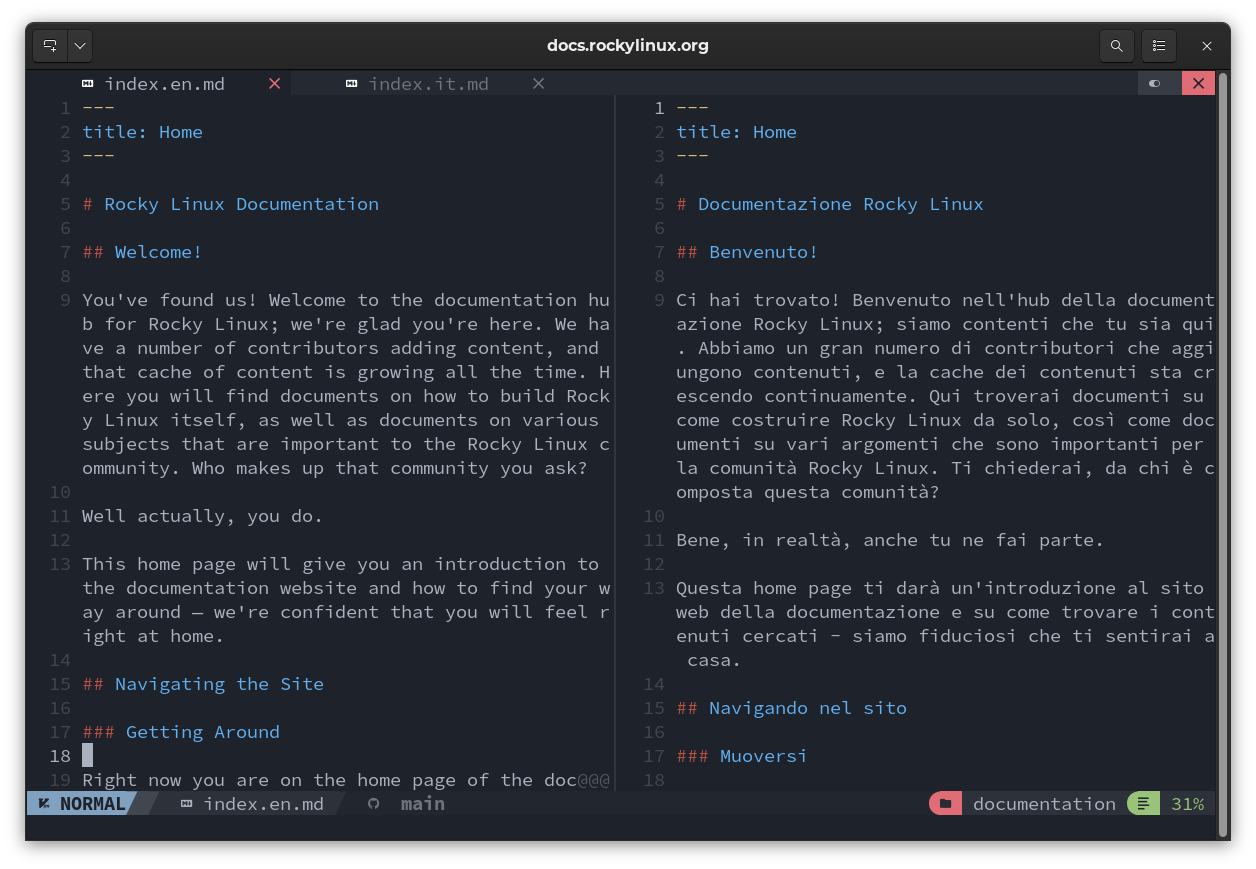 docs.rockylinux.org
index.en.md
index.it.md
1 ---
2 title: Home
3 ---
4
5 # Rocky Linux Documentation
6
7 ## Welcome!
8
9 You've found us! Welcome to the documentation hu
b for Rocky Linux; we're glad you're here. We ha
ve a number of contributors adding content, and
that cache of content is growing all the time. H
ere you will find documents on how to build Rock
y Linux itself, as well as documents on various
subjects that are important to the Rocky Linux c
ommunity. Who makes up that community you ask?
10
11 Well actually, you do.
12
13 This home page will give you an introduction to
the documentation website and how to find your w
ay around — we're confident that you will feel r
ight at home.
14
15 ## Navigating the Site
16
17 ### Getting Around
18
19 Right now you are on the home page of the doc@@@
1 ---
2 title: Home
3 ---
4
5 # Documentazione Rocky Linux
6
7 ## Benvenuto!
8
9 Ci hai trovato! Benvenuto nell'hub della document
azione Rocky Linux; siamo contenti che tu sia qui
. Abbiamo un gran numero di contributori che aggi
ungono contenuti, e la cache dei contenuti sta cr
escendo continuamente. Qui troverai documenti su
come costruire Rocky Linux da solo, così come doc
umenti su vari argomenti che sono importanti per
la comunità Rocky Linux. Ti chiederai, da chi è c
omposta questa comunità?
10
11 Bene, in realtà, anche tu ne fai parte.
12
13 Questa home page ti darà un'introduzione al sito
web della documentazione e su come trovare i cont
enuti cercati - siamo fiduciosi che ti sentirai a
casa.
14
15 ## Navigando nel sito
16
17 ### Muoversi
18
NORMAL index.en.md main documentation 31%